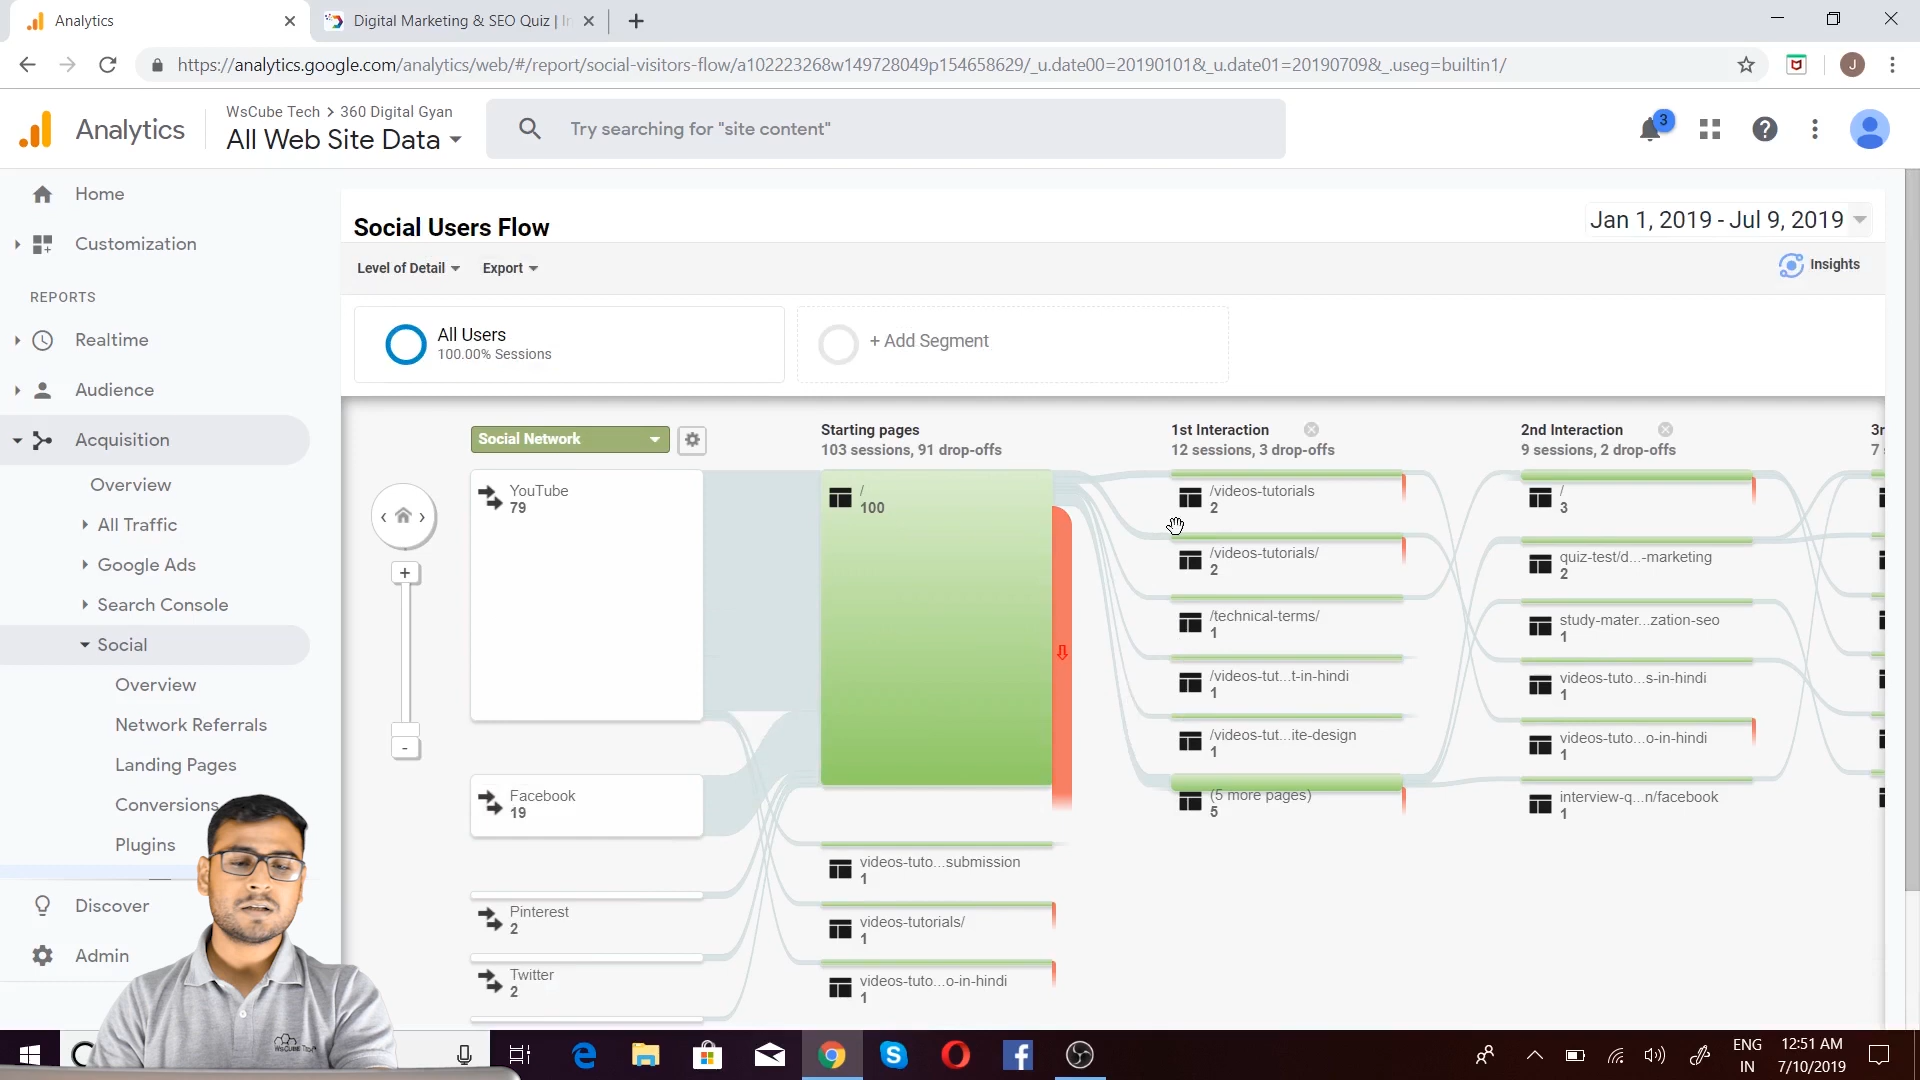 Analytics
Digital Marketing & SEO Quiz | In
https://analytics.google.com/analytics/web/#/report/social-visitors-flow/a102223268w149728049p154658629/_u.date00=20190101&_u.date01=20190709&_.useg=builtin1/
J
Analytics
WsCube Tech > 360 Digital Gyan
All Web Site Data
Try searching for "site content"
3
Home
Customization
REPORTS
Realtime
Audience
Acquisition
Overview
All Traffic
Google Ads
Search Console
Social
Overview
Network Referrals
Landing Pages
Conversions
Plugins
Discover
Admin
Social Users Flow
Jan 1, 2019 - Jul 9, 2019
Level of Detail
Export
Insights
All Users
100.00% Sessions
+ Add Segment
Social Network
YouTube
79
Facebook
19
Pinterest
2
Twitter
2
Starting pages
103 sessions, 91 drop-offs
/
100
videos-tuto...submission
1
videos-tutorials/
1
videos-tuto...o-in-hindi
1
1st Interaction
12 sessions, 3 drop-offs
/videos-tutorials
2
/videos-tutorials/
2
/technical-terms/
1
/videos-tut...t-in-hindi
1
/videos-tut...ite-design
1
(5 more pages)
5
2nd Interaction
9 sessions, 2 drop-offs
/
3
quiz-test/d...-marketing
2
study-mater...zation-seo
1
videos-tuto...s-in-hindi
1
videos-tuto...o-in-hindi
1
interview-q...n/facebook
1
3r
7
WsCUBE TECH
ENG
IN
12:51 AM
7/10/2019